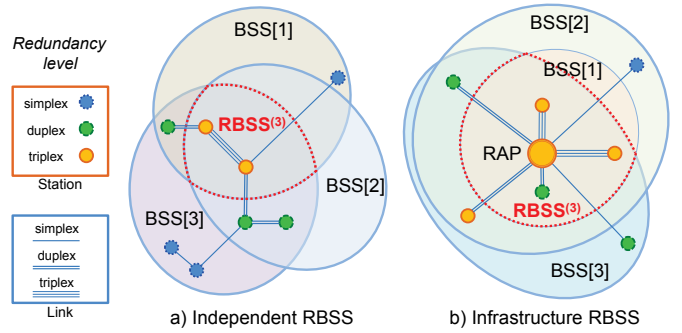 Redundancy
level
simplex
duplex
triplex
Station
simplex
duplex
triplex
Link
BSS[1]
RBSS(3)
BSS[2]
BSS[3]
a) Independent RBSS
BSS[2]
BSS[1]
RAP
RBSS(3)
BSS[3]
b) Infrastructure RBSS